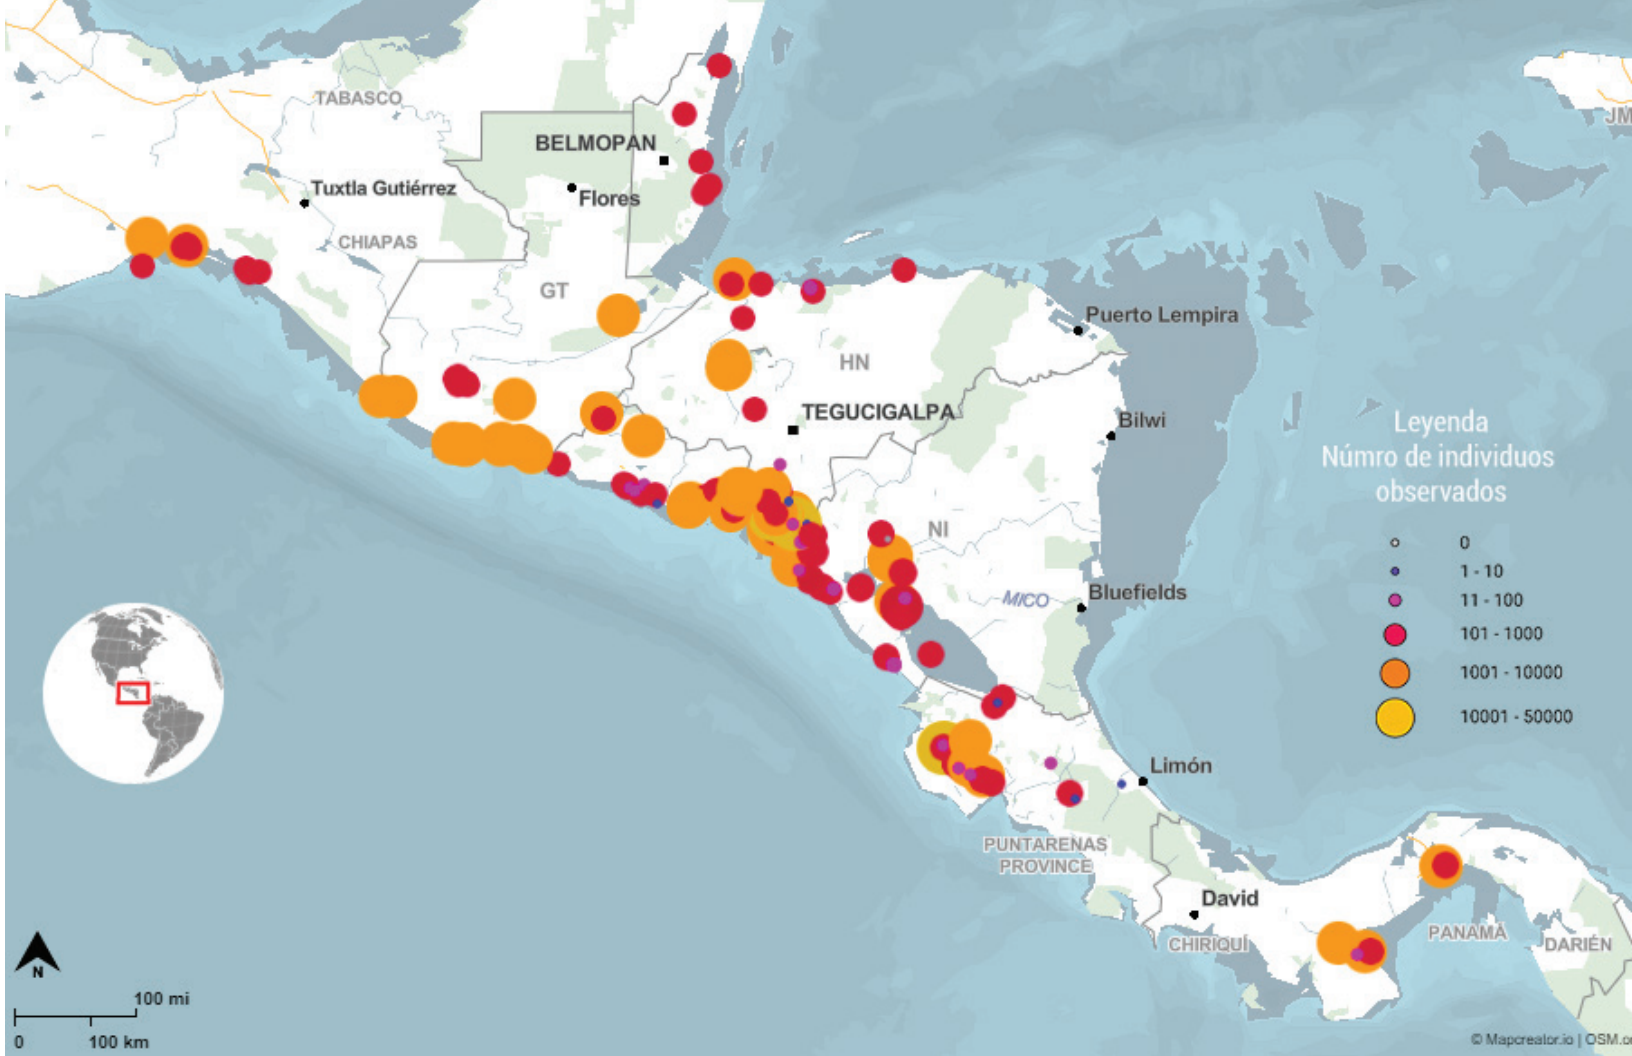 TABASCO
BELMOPAN
Tuxtla Gutiérrez
Flores
CHIAPAS
GT
JM
Puerto Lempira
HN
TEGUCIGALPA
Bilwi
NI
MICO
Bluefields
Leyenda
Númro de individuos
observados
0
1 - 10
11 - 100
101 - 1000
1001 - 10000
10001 - 50000
Limón
PUNTARENAS
PROVINCE
David
CHIRIQUÍ
PANAMÁ
DARIÉN
N
100 mi
0
100 km
© Mapcreator.io | OSM.o